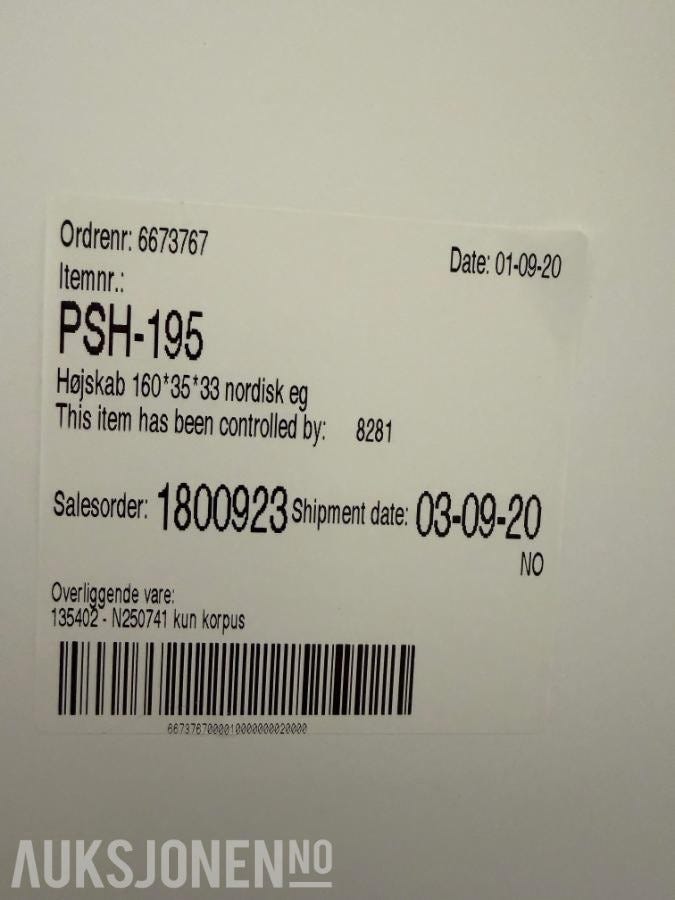 Ordrenr: 6673767
Date: 01-09-20
Itemnr.:
PSH-195
Højskab 160*35*33 nordisk eg
This item has been controlled by: 8281
Salesorder: 1800923 Shipment date: 03-09-20
NO
Overliggende vare:
135402 - N250741 kun korpus
AUKSJONEN.NO